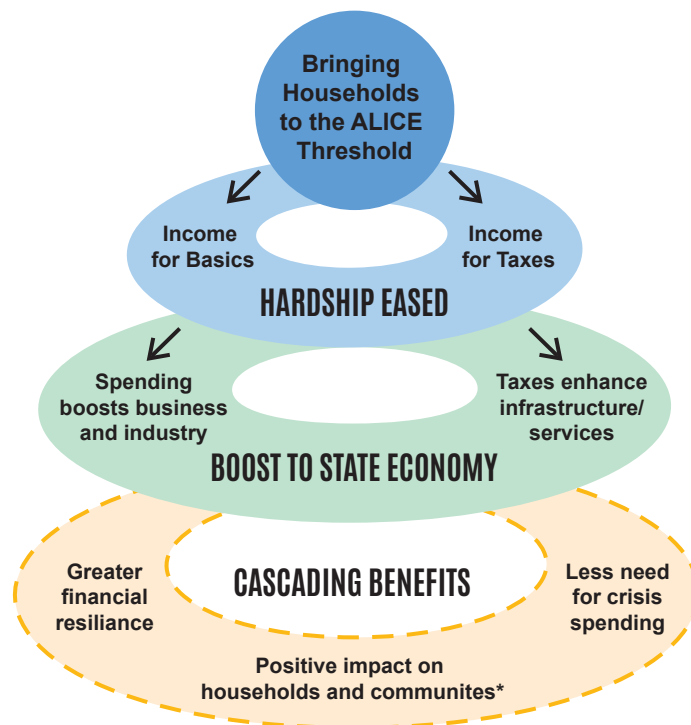 Bringing
Households
to the ALICE
Threshold
Income
for Basics
Income
for Taxes
HARDSHIP EASED
Spending
boosts business
and industry
Taxes enhance
infrastructure/
services
BOOST TO STATE ECONOMY
Greater
financial
resiliance
CASCADING BENEFITS
Less need
for crisis
spending
Positive impact on
households and communites*